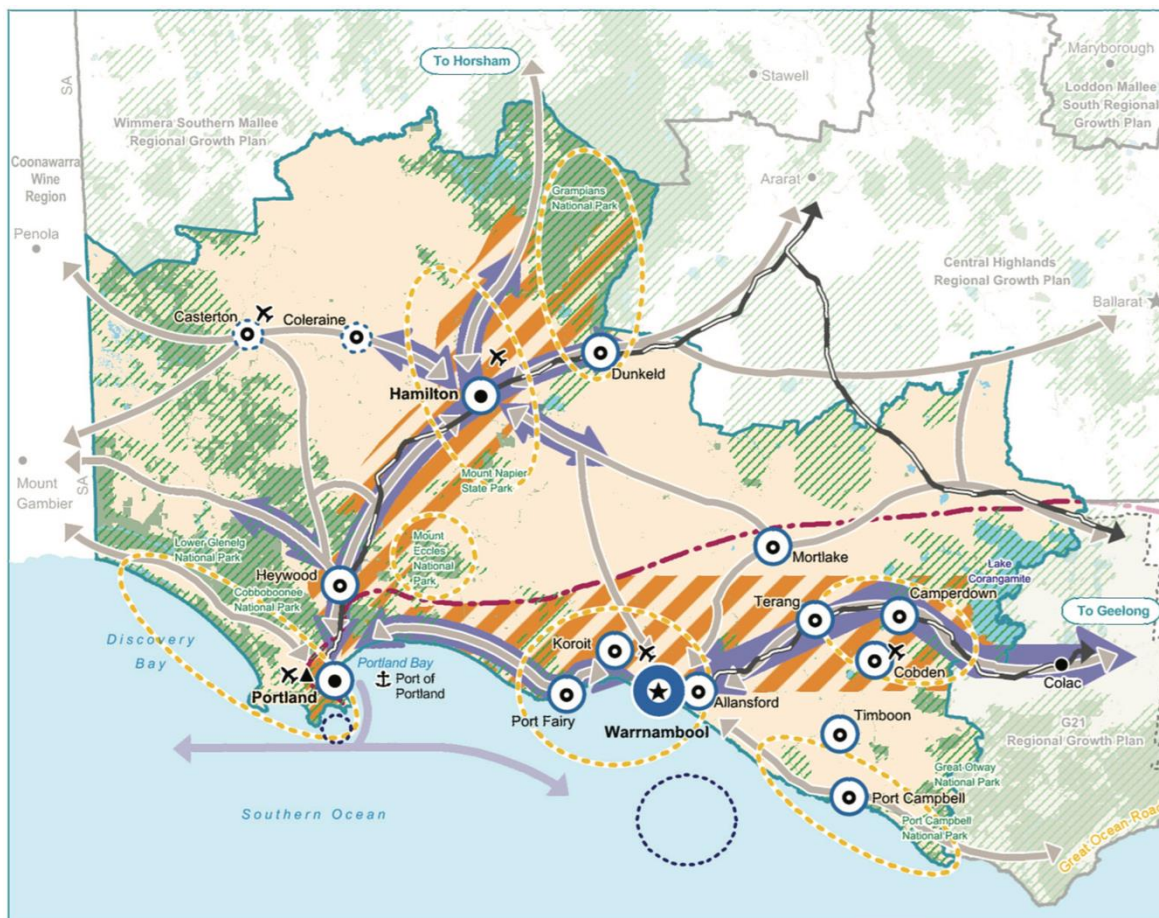 To Horsham
Stawell
Maryborough
Loddon Mallee
South Regional
Growth Plan
SA
Wimmera Southern Mallee
Regional Growth Plan
Coonawarra
Wine
Region
Penola
Grampians
National Park
Ararat
Central Highlands
Regional Growth Plan
Ballarat
Casterton
Coleraine
Dunkeld
Hamilton
Mount Napier
State Park
Mount
Gambier
SA
Lower Glenelg
National Park
Mount
Eccles
National
Park
Heywood
Cobboboonee
National Park
Mortlake
Lake
Corangamite
Terang
Camperdown
To Geelong
Discovery
Bay
Koroit
Portland Bay
Port of
Portland
Portland
Port Fairy
Warrnambool
Allansford
Cobden
Colac
Timboon
G21
Regional Growth Plan
Great Otway
National Park
Port Campbell
Port Campbell
National Park
Southern Ocean
Great Ocean Road